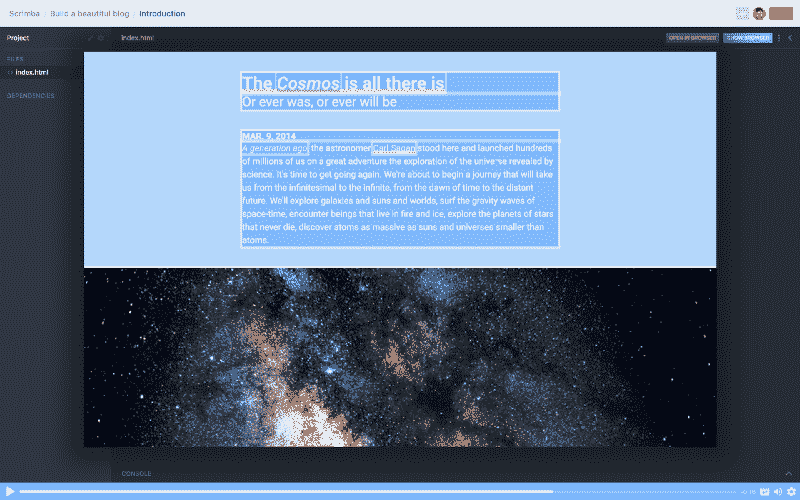 Scrimba / Build a beautiful blog / Introduction
Project
index.html
OPEN IN BROWSER
SHOW BROWSER
FILES
index.html
DEPENDENCIES
The Cosmos is all there is
Or ever was, or ever will be
MAR. 9, 2014
A generation ago, the astronomer Carl Sagan stood here and launched hundreds
of millions of us on a great adventure the exploration of the universe revealed by
science. It's time to get going again. We're about to begin a journey that will take
us from the infinitesimal to the infinite, from the dawn of time to the distant
future. We'll explore galaxies and suns and worlds, surf the gravity waves of
space-time, encounter beings that live in fire and ice, explore the planets of stars
that never die, discover atoms as massive as suns and universes smaller than
atoms.
CONSOLE